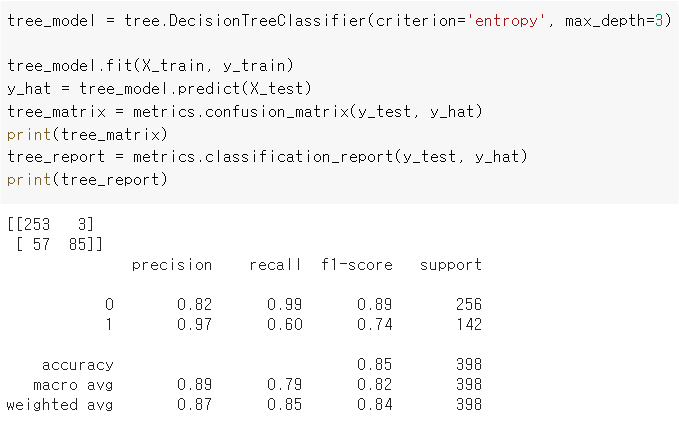 tree_model = tree.DecisionTreeClassifier(criterion='entropy', max_depth=3)
tree_model.fit(X_train, y_train)
y_hat = tree_model.predict(X_test)
tree_matrix = metrics.confusion_matrix(y_test, y_hat)
print(tree_matrix)
tree_report = metrics.classification_report(y_test, y_hat)
print(tree_report)
[[253   3]
 [ 57  85]]
              precision    recall  f1-score   support
           0       0.82      0.99      0.89       256
           1       0.97      0.60      0.74       142
    accuracy                           0.85       398
   macro avg       0.89      0.79      0.82       398
weighted avg       0.87      0.85      0.84       398